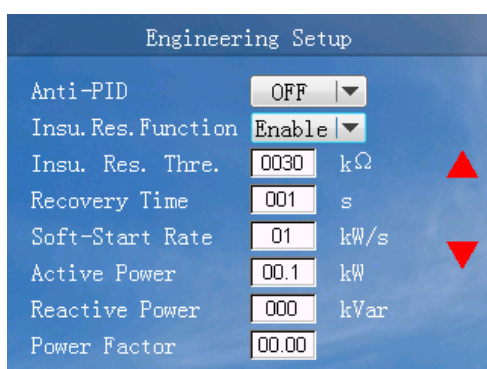 Engineering Setup
Anti-PID OFF
Insu.Res.Function Enable
Insu. Res. Thre. 0030 kΩ
Recovery Time 001 s
Soft-Start Rate 01 kW/s
Active Power 00.1 kW
Reactive Power 000 kVar
Power Factor 00.00